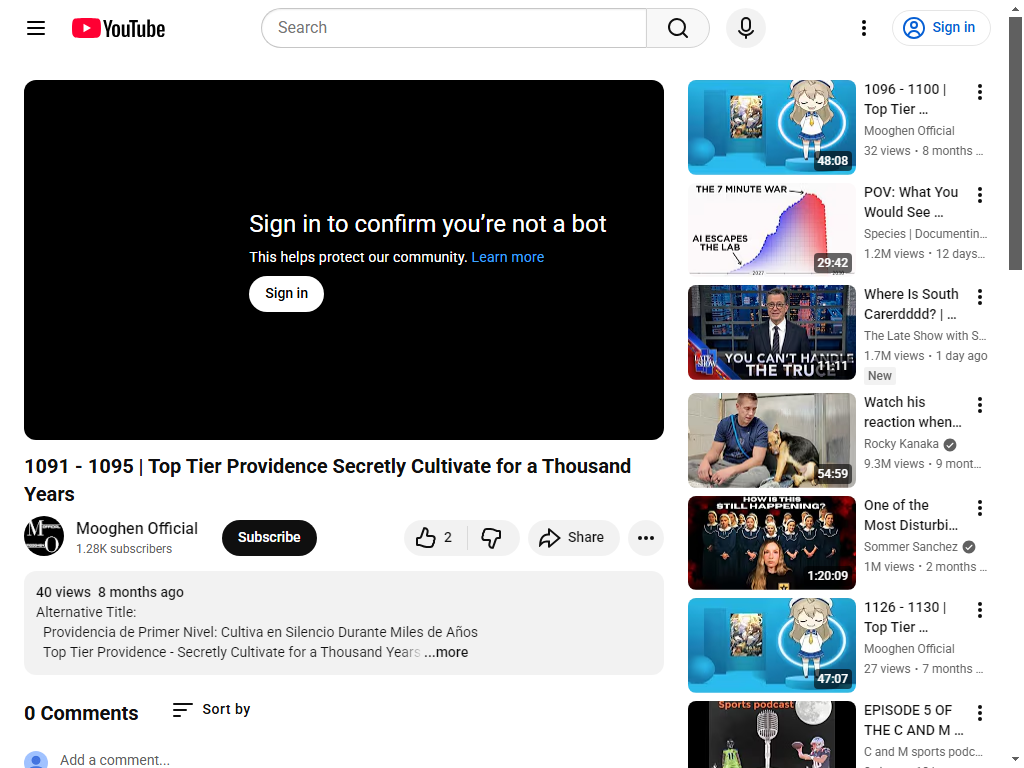 YouTube
Search
Sign in
Sign in to confirm you’re not a bot
This helps protect our community. Learn more
Sign in
1091 - 1095 | Top Tier Providence Secretly Cultivate for a Thousand
Years
Mooghen Official
1.28K subscribers
Subscribe
2
Share
40 views 8 months ago
Alternative Title:
Providencia de Primer Nivel: Cultiva en Silencio Durante Miles de Años
Top Tier Providence - Secretly Cultivate for a Thousand Years ...more
0 Comments
Sort by
Add a comment...
48:08
1096 - 1100 |
Top Tier ...
Mooghen Official
32 views • 8 months ...
THE 7 MINUTE WAR
AI ESCAPES
THE LAB
2027
29:42
POV: What You
Would See ...
Species | Documentin...
1.2M views • 12 days...
LATE SHOW
YOU CAN'T HANDLE
THE TRUC
11:11
Where Is South
Carerdddd? | ...
The Late Show with S...
1.7M views • 1 day ago
New
54:59
Watch his
reaction when...
Rocky Kanaka
9.3M views • 9 mont...
HOW IS THIS
STILL HAPPENING?
1:20:09
One of the
Most Disturbi...
Sommer Sanchez
1M views • 2 months ...
47:07
1126 - 1130 |
Top Tier ...
Mooghen Official
27 views • 7 months ...
Sports podcast
EPISODE 5 OF
THE C AND M ...
C and M sports podc...